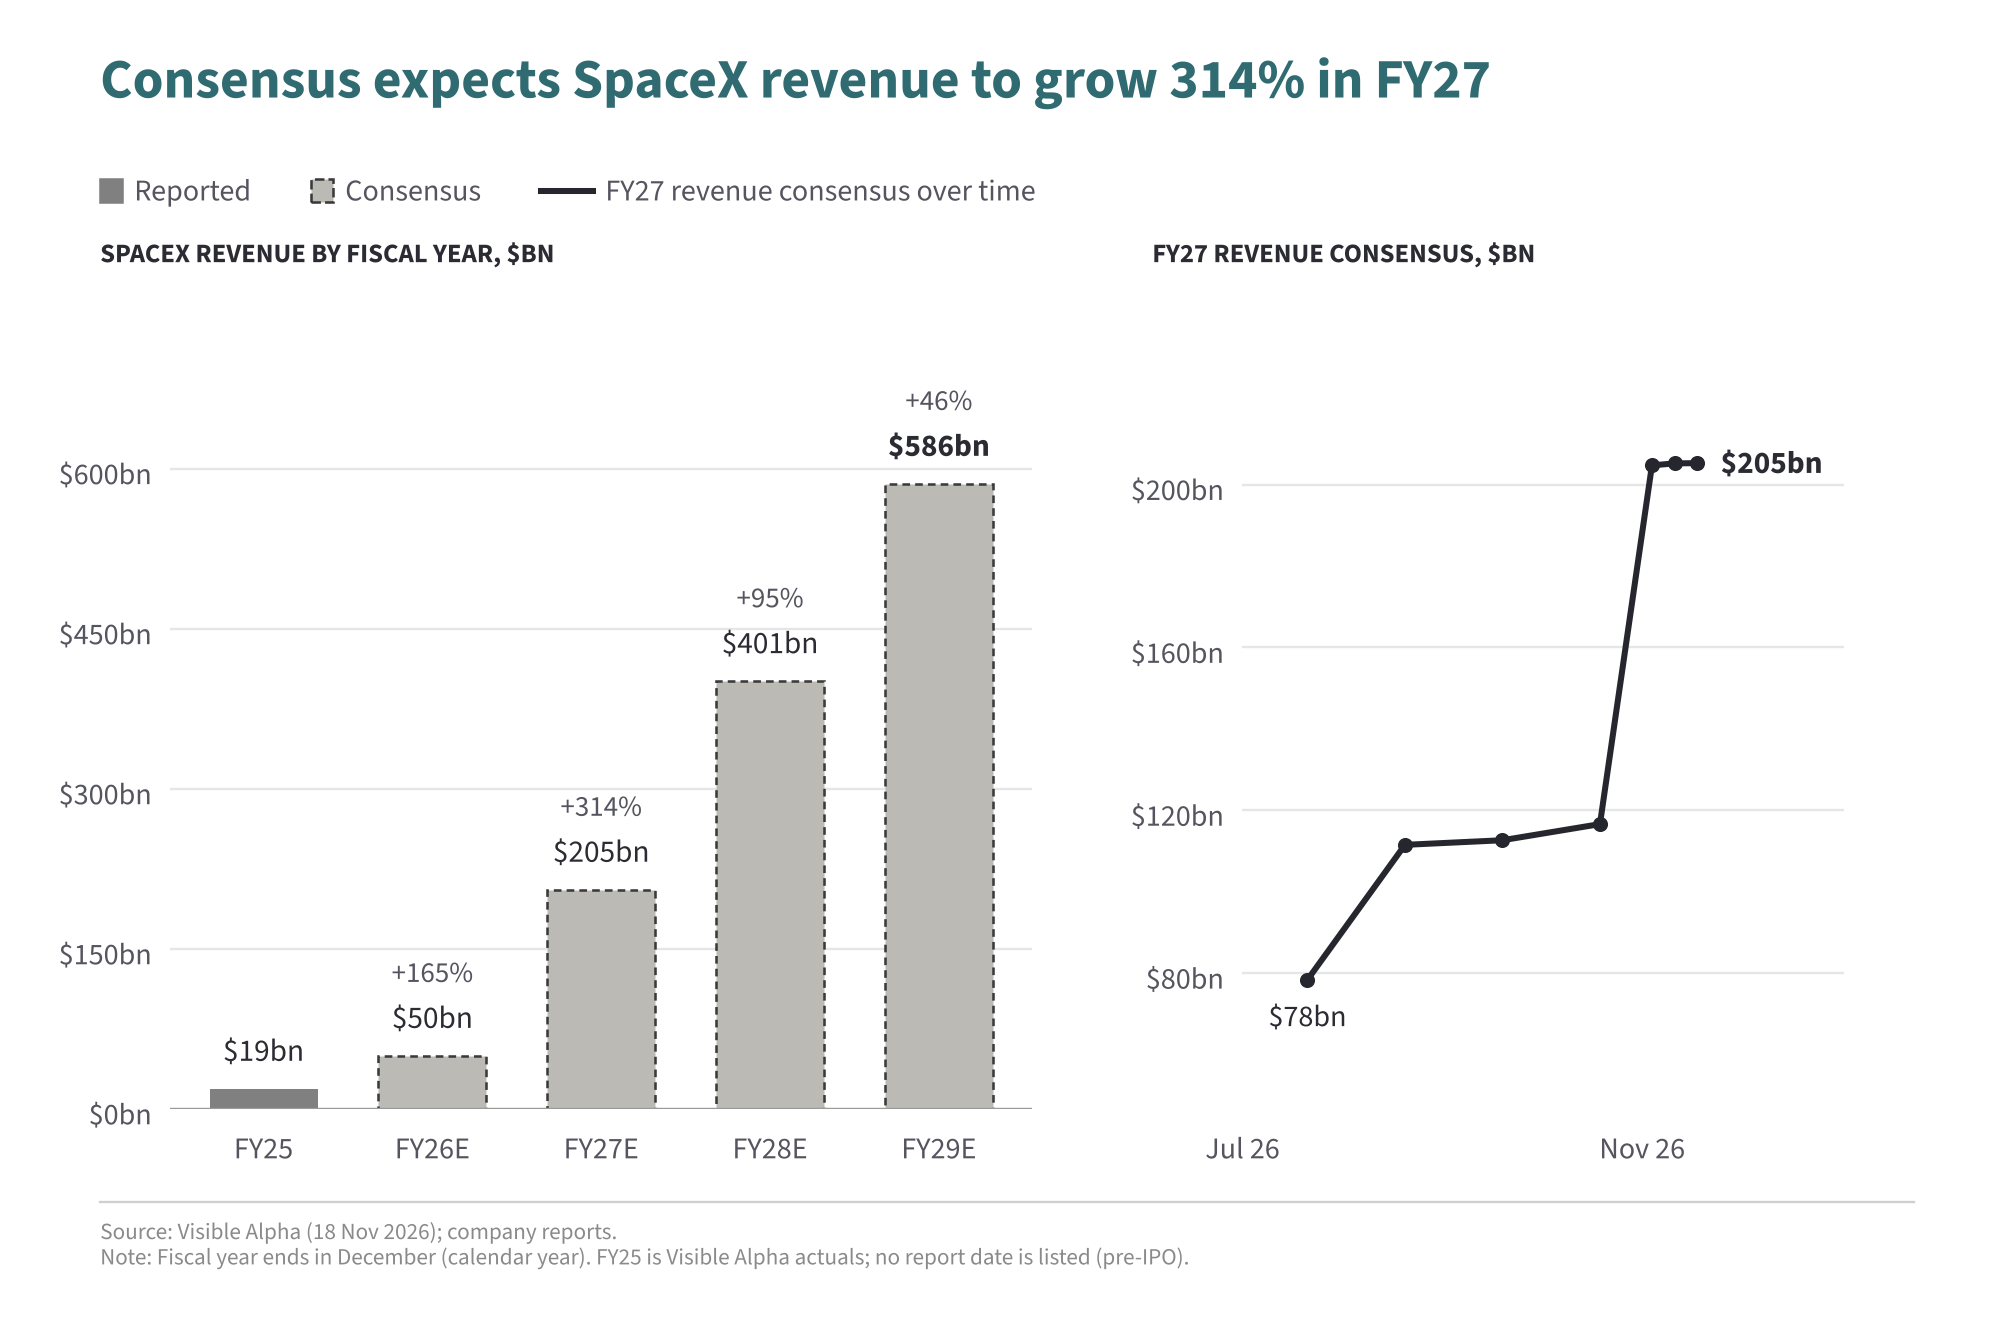 Consensus expects SpaceX revenue to grow 314% in FY27
Reported
Consensus
FY27 revenue consensus over time
SPACEX REVENUE BY FISCAL YEAR, $BN
$600bn
$450bn
$300bn
$150bn
$0bn
$19bn
+165%
$50bn
+314%
$205bn
+95%
$401bn
+46%
$586bn
FY25
FY26E
FY27E
FY28E
FY29E
FY27 REVENUE CONSENSUS, $BN
$200bn
$160bn
$120bn
$80bn
$78bn
$205bn
Jul 26
Nov 26
Source: Visible Alpha (18 Nov 2026); company reports.
Note: Fiscal year ends in December (calendar year). FY25 is Visible Alpha actuals; no report date is listed (pre-IPO).